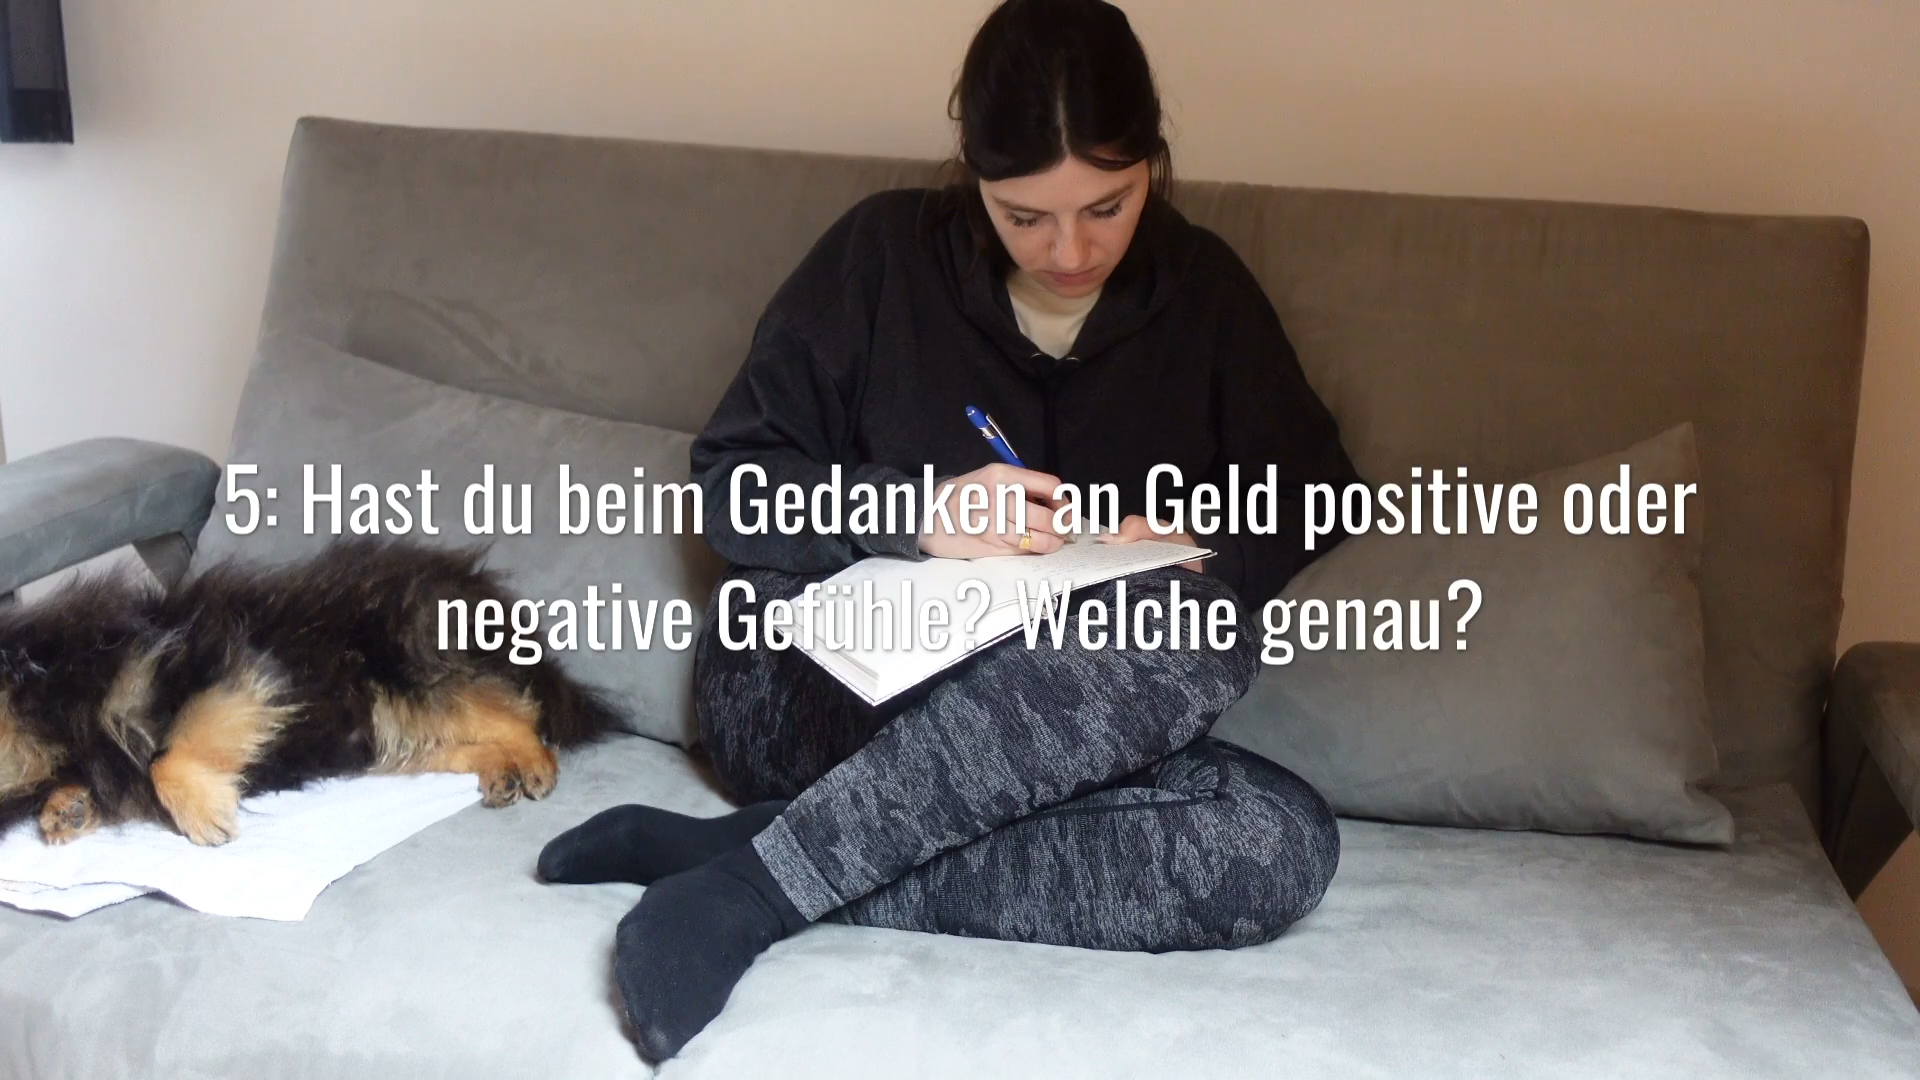 5: Hast du beim Gedanken an Geld positive oder
negative Gefühle? Welche genau?